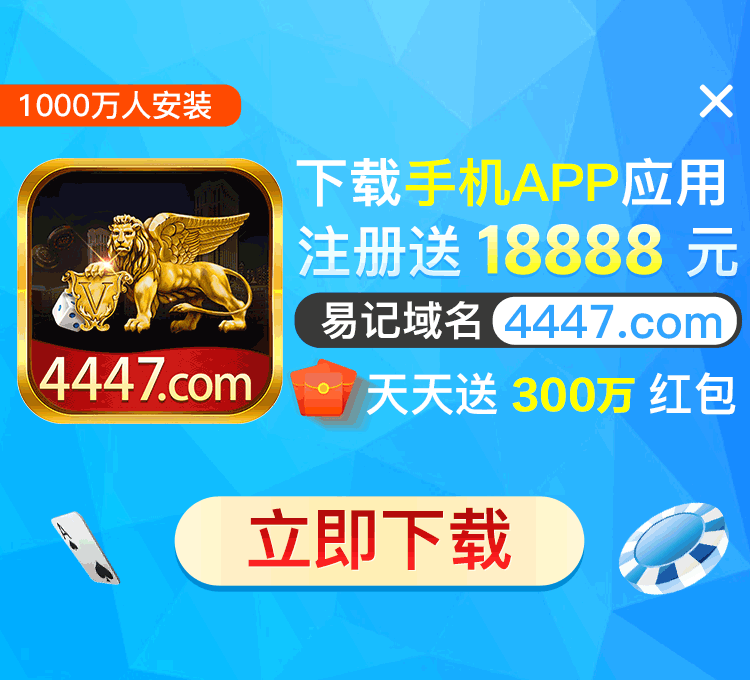 1000万人安装
下载手机APP应用
注册送 18888 元
易记域名 4447.com
天天送 300万 红包
V
4447.com
立即下载
A